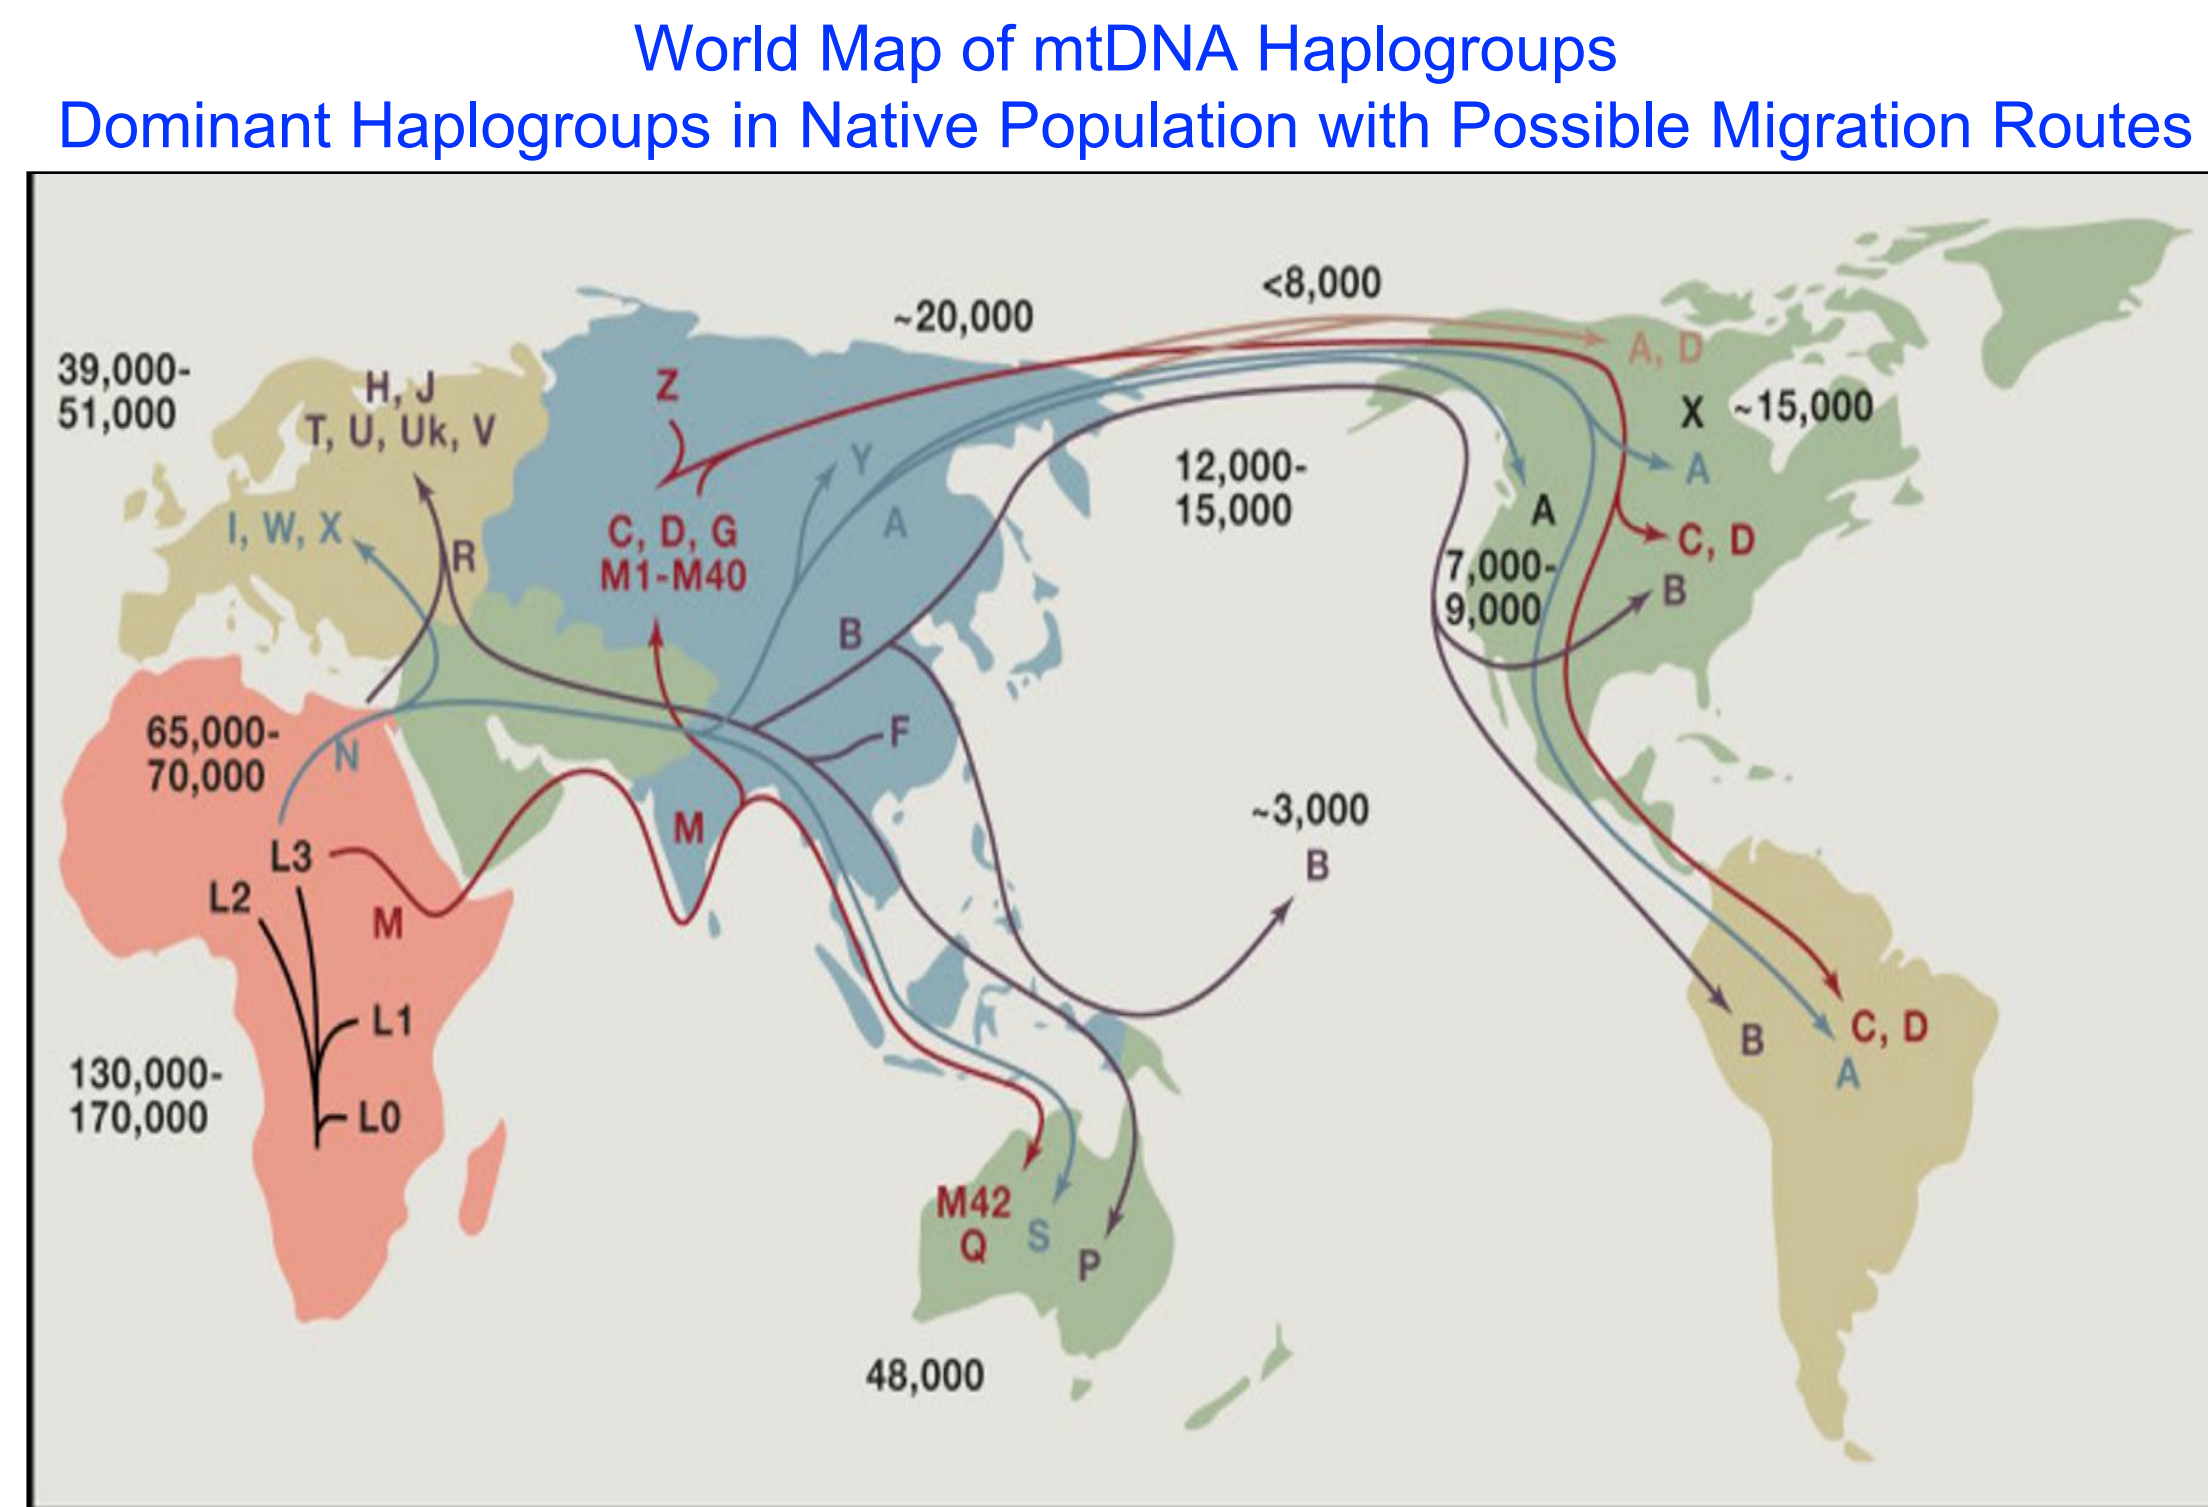 World Map of mtDNA Haplogroups
Dominant Haplogroups in Native Population with Possible Migration Routes
<8,000
~20,000
39,000-
51,000
H, J
T, U, Uk, V
Z
A, D
X
~15,000
I, W, X
R
Y
A
12,000-
15,000
A
A
C, D, G
M1-M40
C, D
7,000-
9,000
B
B
65,000-
70,000
N
F
M
~3,000
B
L3
L2
M
L1
L0
130,000-
170,000
B
C, D
A
M42
Q
S
P
48,000